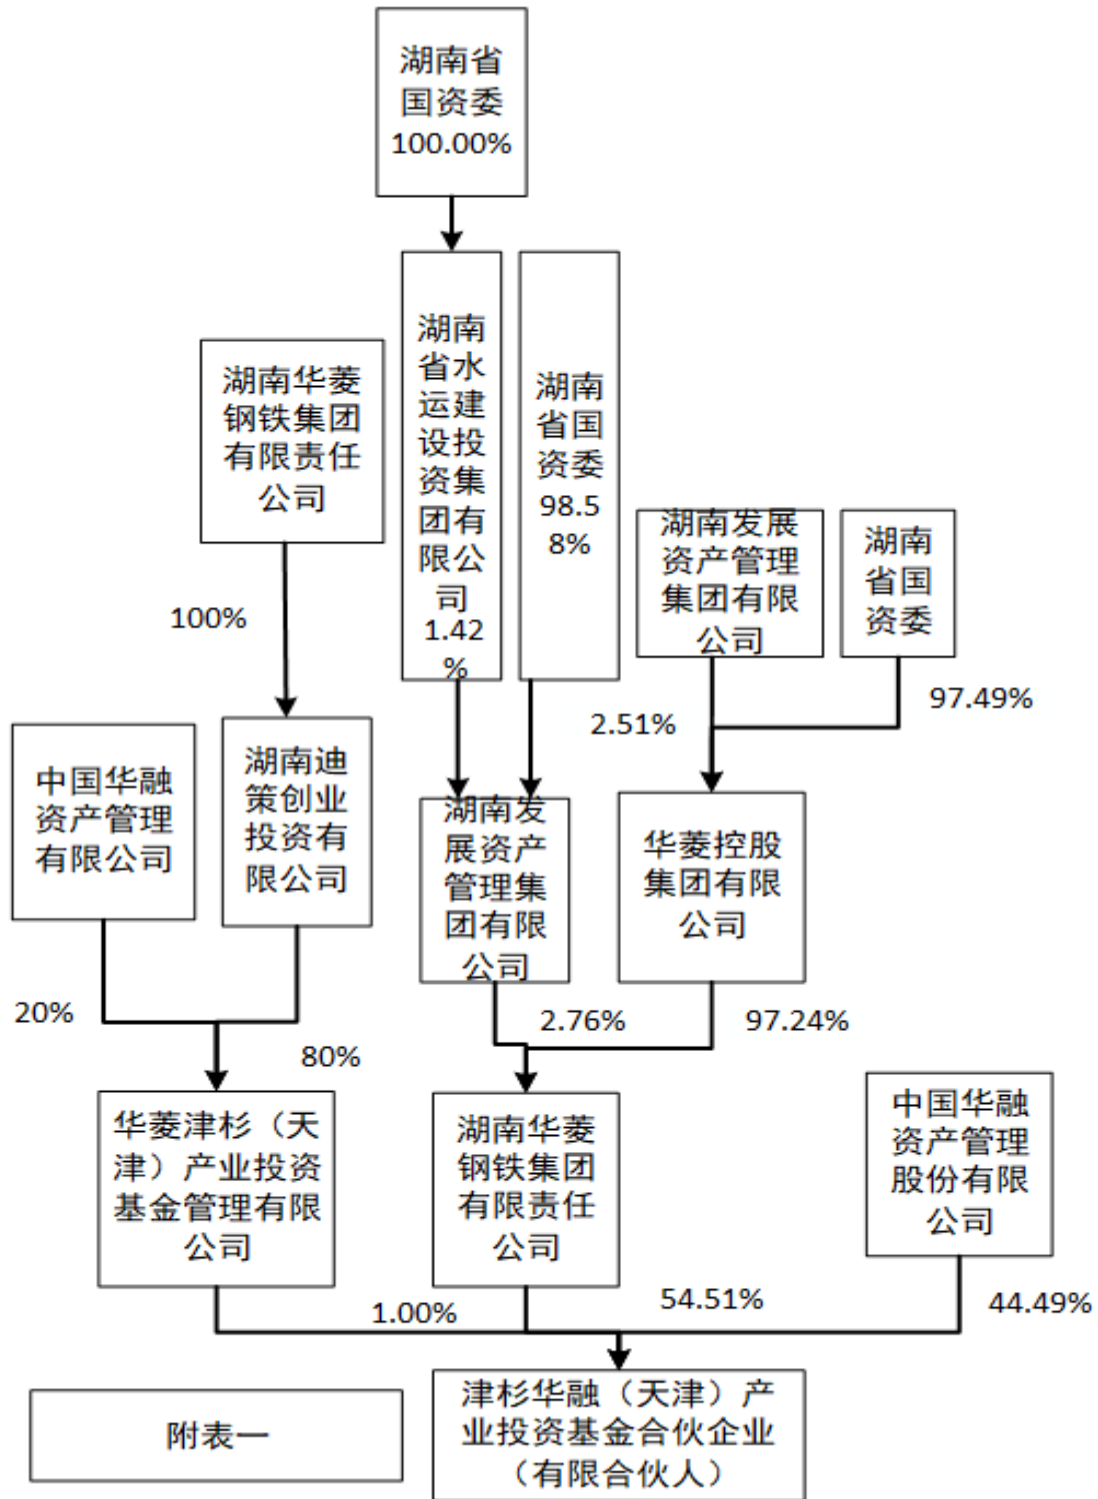 湖南省
国资委
100.00%
湖南
省水
运建
设投
资集
团有
限公
司
1.42
%
湖南
省国
资委
98.5
8%
湖南华菱
钢铁集团
有限责任
公司
湖南发展
资产管理
集团有限
公司
湖南
省国
资委
100%
2.51%
97.49%
中国华融
资产管理
有限公司
湖南迪
策创业
投资有
限公司
湖南发
展资产
管理集
团有限
公司
华菱控股
集团有限
公司
20%
80%
2.76%
97.24%
华菱津杉（天
津）产业投资
基金管理有限
公司
湖南华菱
钢铁集团
有限责任
公司
中国华融
资产管理
股份有限
公司
1.00%
54.51%
44.49%
附表一
津杉华融（天津）产
业投资基金合伙企业
（有限合伙人）